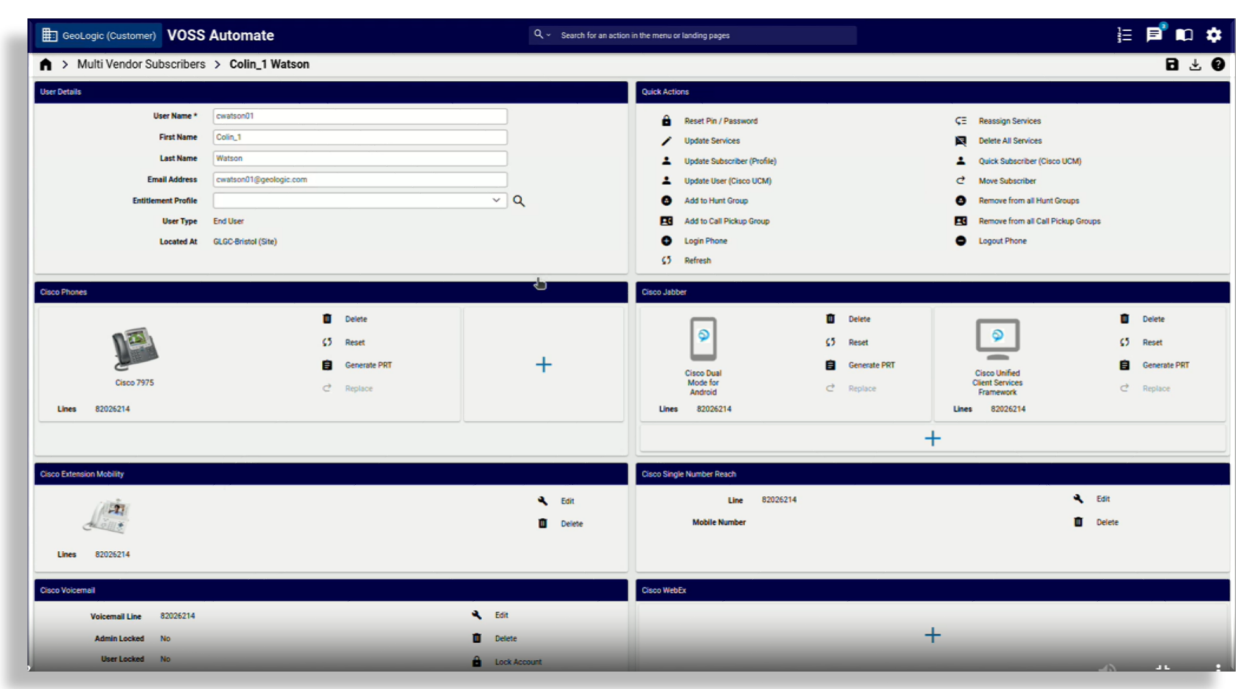 GeoLogic (Customer) VOSS Automate
Search for an action in the menu or landing pages
3
> Multi Vendor Subscribers > Colin_1 Watson
User Details
User Name * cwatson01
First Name Colin_1
Last Name Watson
Email Address cwatson01@geologic.com
Entitlement Profile
User Type End User
Located At GLGC-Bristol (Site)
Quick Actions
Reset Pin / Password
Reassign Services
Update Services
Delete All Services
Update Subscriber (Profile)
Quick Subscriber (Cisco UCM)
Update User (Cisco UCM)
Move Subscriber
Add to Hunt Group
Remove from all Hunt Groups
Add to Call Pickup Group
Remove from all Call Pickup Groups
Login Phone
Logout Phone
Refresh
Cisco Phones
Cisco 7975
Lines 82026214
Delete
Reset
Generate PRT
Replace
+
Cisco Jabber
Cisco Dual
Mode for
Android
Lines 82026214
Delete
Reset
Generate PRT
Replace
Cisco Unified
Client Services
Framework
Lines 82026214
Delete
Reset
Generate PRT
Replace
+
Cisco Extension Mobility
Lines 82026214
Edit
Delete
Cisco Single Number Reach
Line 82026214
Mobile Number
Edit
Delete
Cisco Voicemail
Voicemail Line 82026214
Admin Locked No
User Locked No
Edit
Delete
Lock Account
Cisco WebEx
+